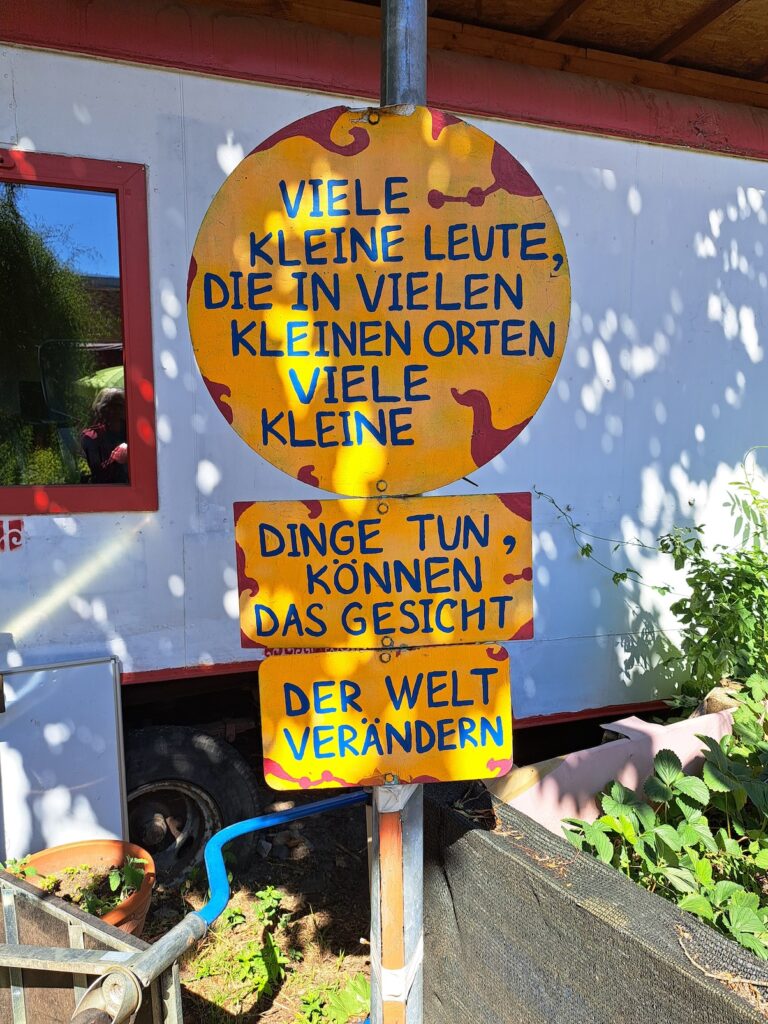 VIELE
KLEINE LEUTE,
DIE IN VIELEN
KLEINEN ORTEN
VIELE
KLEINE
DINGE TUN,
KÖNNEN
DAS GESICHT
DER WELT
VERÄNDERN